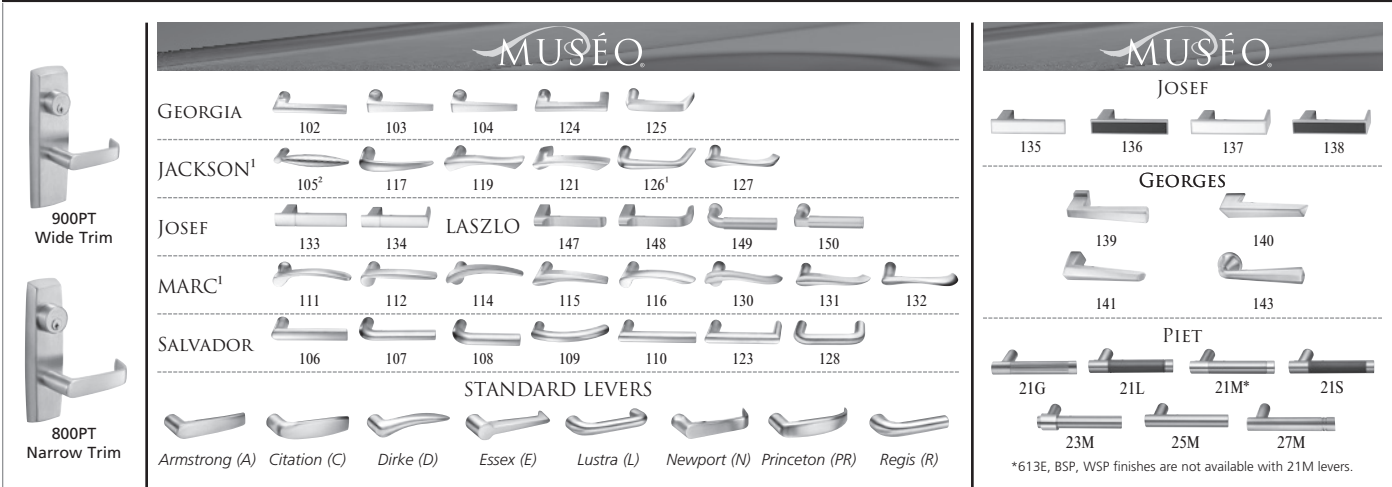 900PT
Wide Trim
800PT
Narrow Trim
MUSÉO®
GEORGIA
102 103 104 124 125
JACKSON¹
105² 117 119 121 126¹ 127
JOSEF
133 134
LASZLO
147 148 149 150
MARC¹
111 112 114 115 116 130 131 132
SALVADOR
106 107 108 109 110 123 128
STANDARD LEVERS
Armstrong (A) Citation (C) Dirke (D) Essex (E) Lustra (L) Newport (N) Princeton (PR) Regis (R)
MUSÉO®
JOSEF
135 136 137 138
GEORGES
139 140
141 143
PIET
21G 21L 21M* 21S
23M 25M 27M
*613E, BSP, WSP finishes are not available with 21M levers.